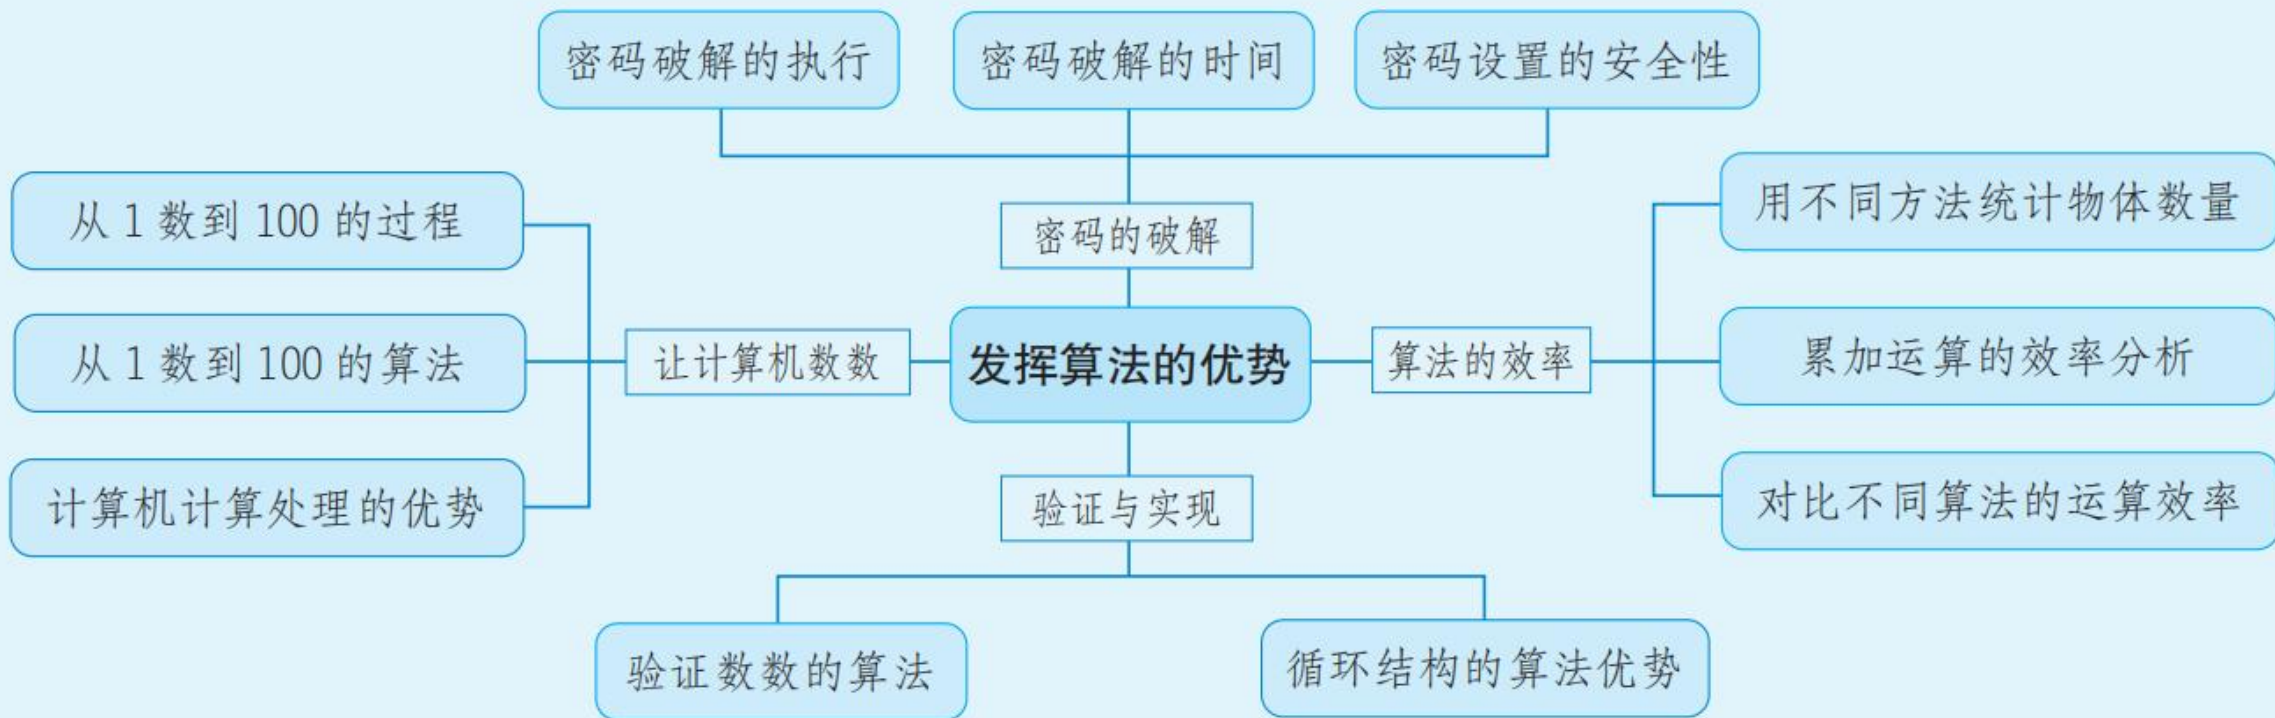 密码破解的执行
密码破解的时间
密码设置的安全性
密码的破解
从 1 数到 100 的过程
从 1 数到 100 的算法
计算机计算处理的优势
让计算机数数
发挥算法的优势
算法的效率
用不同方法统计物体数量
累加运算的效率分析
对比不同算法的运算效率
验证与实现
验证数数的算法
循环结构的算法优势